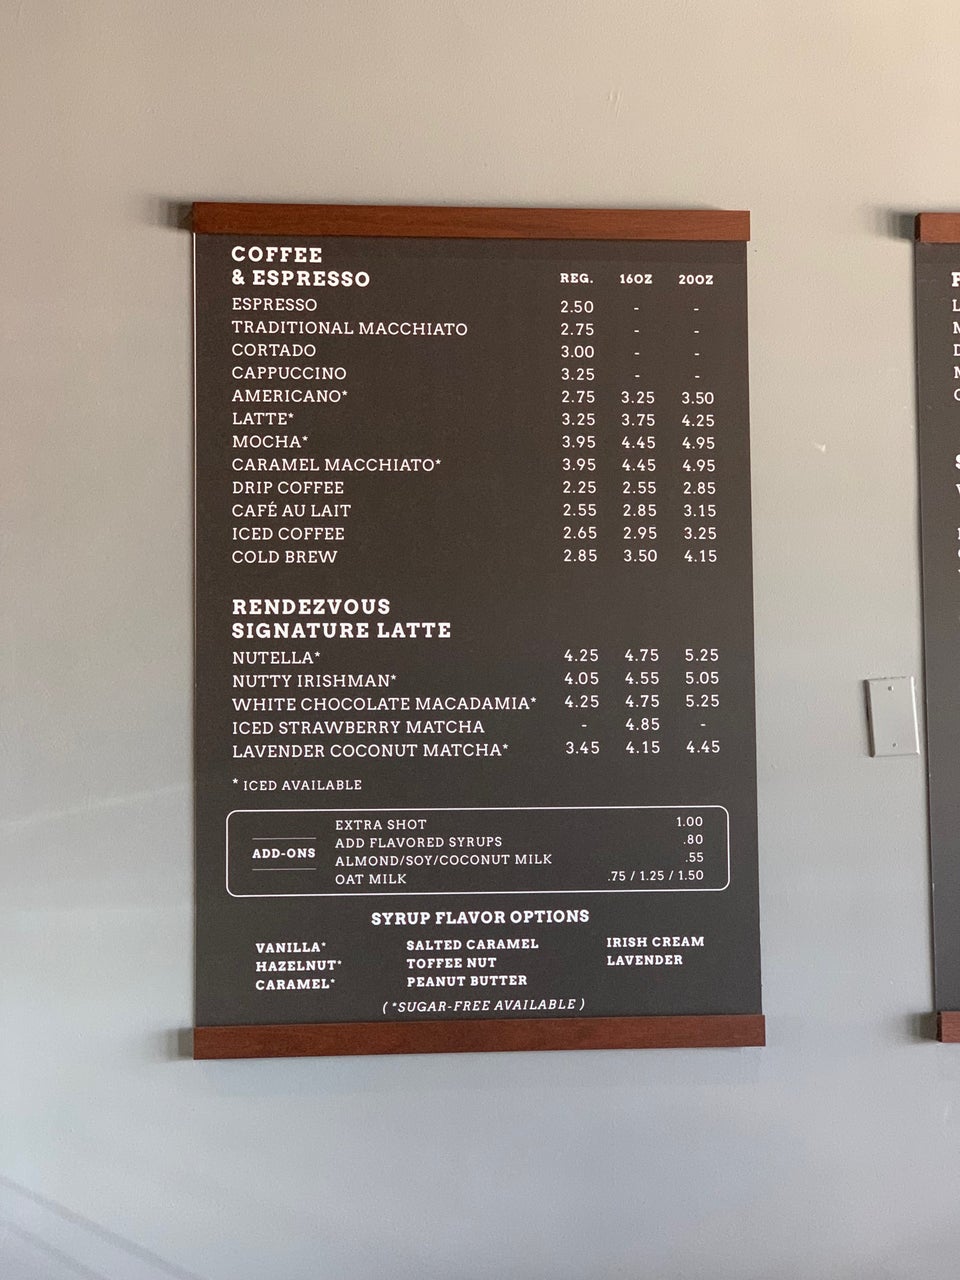 COFFEE
& ESPRESSO REG. 16OZ 20OZ
ESPRESSO 2.50 - -
TRADITIONAL MACCHIATO 2.75 - -
CORTADO 3.00 - -
CAPPUCCINO 3.25 - -
AMERICANO* 2.75 3.25 3.50
LATTE* 3.25 3.75 4.25
MOCHA* 3.95 4.45 4.95
CARAMEL MACCHIATO* 3.95 4.45 4.95
DRIP COFFEE 2.25 2.55 2.85
CAFÉ AU LAIT 2.55 2.85 3.15
ICED COFFEE 2.65 2.95 3.25
COLD BREW 2.85 3.50 4.15
RENDEZVOUS
SIGNATURE LATTE
NUTELLA* 4.25 4.75 5.25
NUTTY IRISHMAN* 4.05 4.55 5.05
WHITE CHOCOLATE MACADAMIA* 4.25 4.75 5.25
ICED STRAWBERRY MATCHA - 4.85 -
LAVENDER COCONUT MATCHA* 3.45 4.15 4.45
* ICED AVAILABLE
ADD-ONS
EXTRA SHOT 1.00
ADD FLAVORED SYRUPS .80
ALMOND/SOY/COCONUT MILK .55
OAT MILK .75 / 1.25 / 1.50
SYRUP FLAVOR OPTIONS
VANILLA* SALTED CARAMEL IRISH CREAM
HAZELNUT* TOFFEE NUT LAVENDER
CARAMEL* PEANUT BUTTER
( *SUGAR-FREE AVAILABLE )